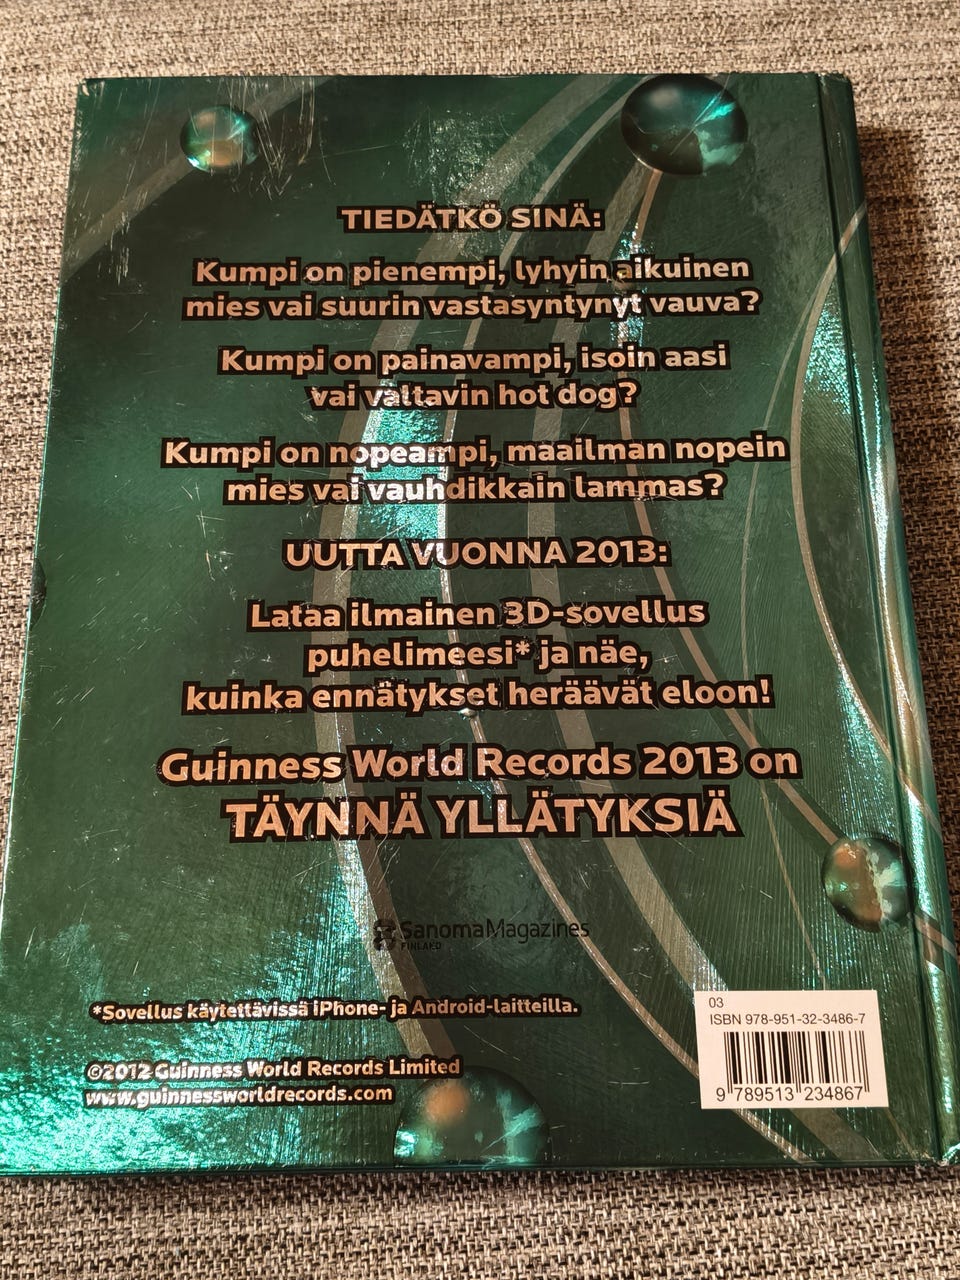 TIEDÄTKÖ SINÄ:
Kumpi on pienempi, lyhyin aikuinen
mies vai suurin vastasyntynyt vauva?
Kumpi on painavampi, isoin aasi
vai valtavin hot dog?
Kumpi on nopeampi, maailman nopein
mies vai vauhdikkain lammas?
UUTTA VUONNA 2013:
Lataa ilmainen 3D-sovellus
puhelimeesi* ja näe,
kuinka ennätykset heräävät eloon!
Guinness World Records 2013 on
TÄYNNÄ YLLÄTYKSIÄ
SanomaMagazines
FINLAND
*Sovellus käytettävissä iPhone- ja Android-laitteilla.
©2012 Guinness World Records Limited
www.guinnessworldrecords.com
03
ISBN 978-951-32-3486-7
9 789513 234867